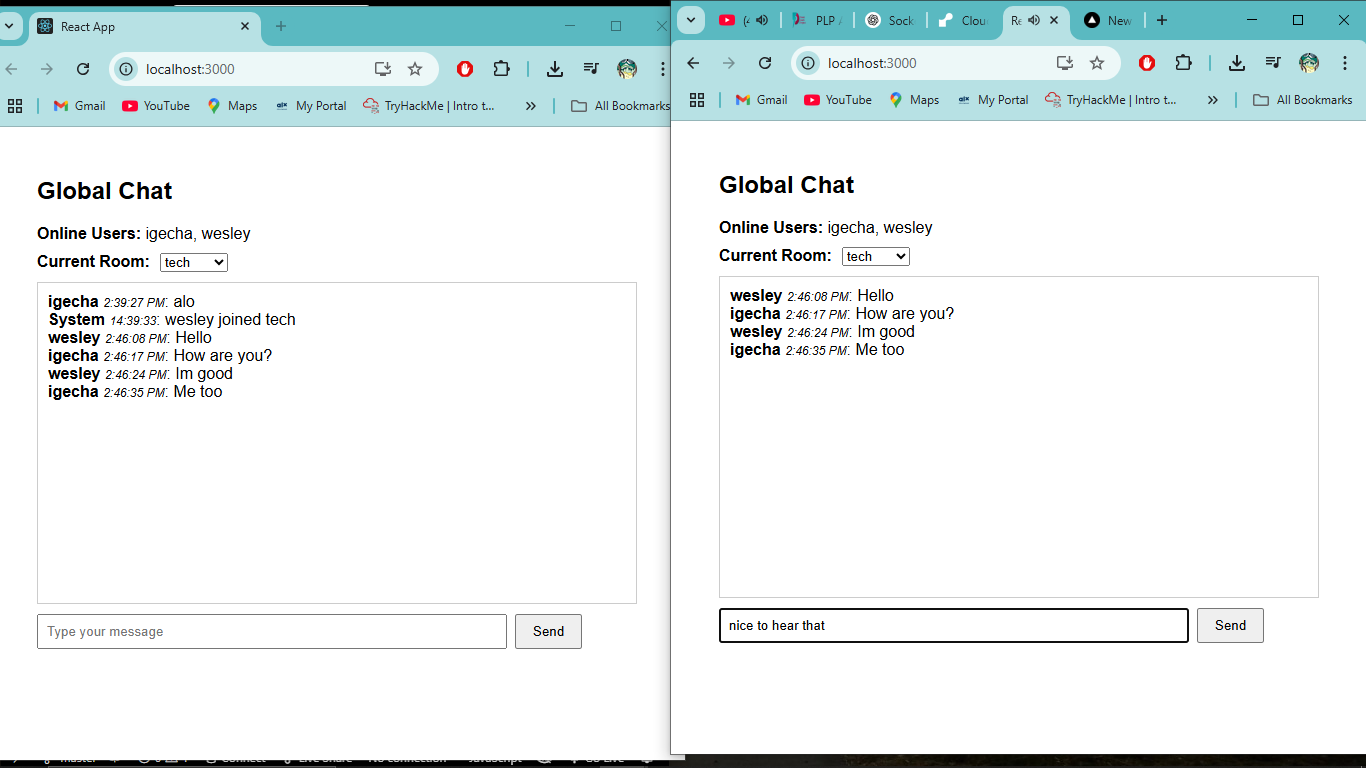 React App
localhost:3000
Gmail
YouTube
Maps
My Portal
TryHackMe | Intro t...
All Bookmarks
Global Chat
Online Users: igecha, wesley
Current Room: tech
igecha 2:39:27 PM: alo
System 14:39:33: wesley joined tech
wesley 2:46:08 PM: Hello
igecha 2:46:17 PM: How are you?
wesley 2:46:24 PM: Im good
igecha 2:46:35 PM: Me too
Type your message
Send
PLP
Sock
Clou
New
localhost:3000
Gmail
YouTube
Maps
My Portal
TryHackMe | Intro t...
All Bookmarks
Global Chat
Online Users: igecha, wesley
Current Room: tech
wesley 2:46:08 PM: Hello
igecha 2:46:17 PM: How are you?
wesley 2:46:24 PM: Im good
igecha 2:46:35 PM: Me too
nice to hear that
Send